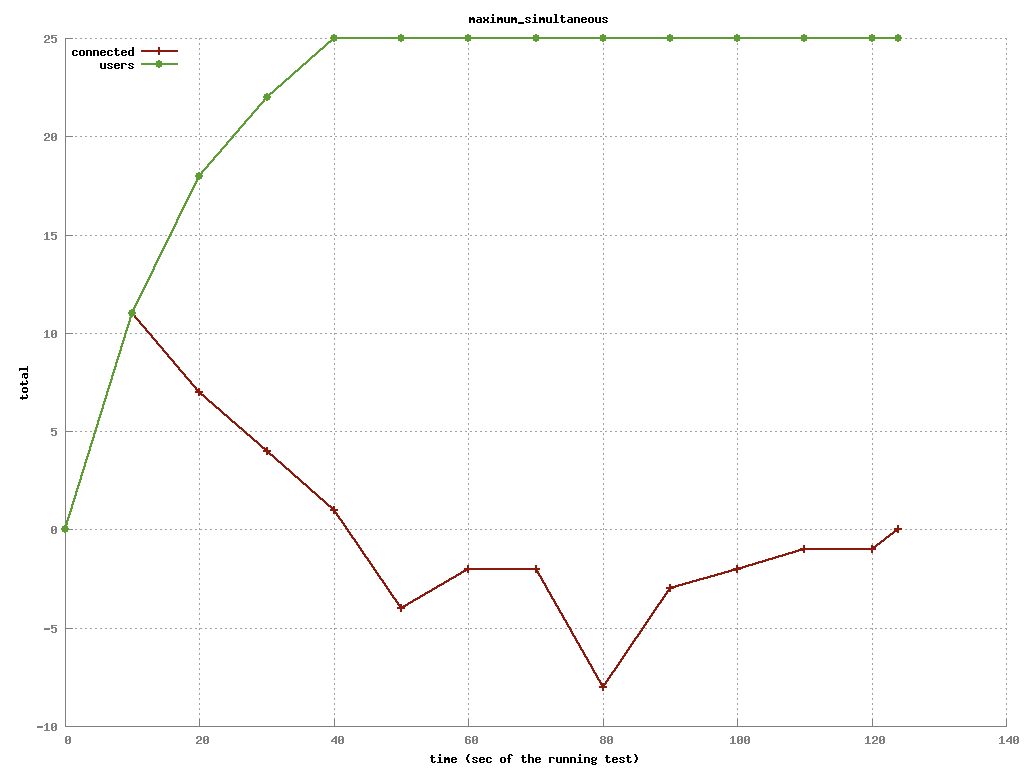 maximum_simultaneous
connected
users
25
20
15
10
5
0
-5
-10
total
0 20 40 60 80 100 120 140
time (sec of the running test)